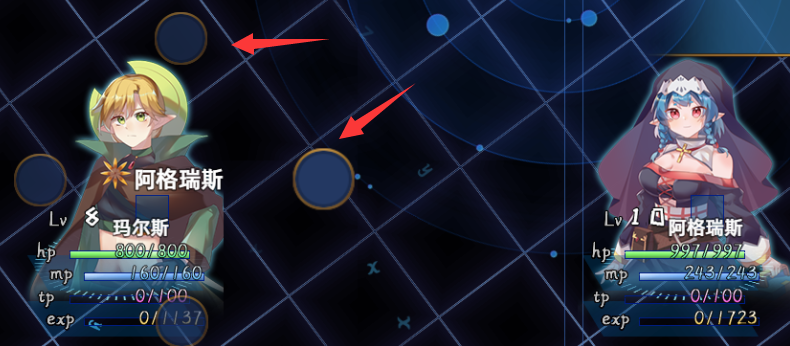 阿格瑞斯
Lv 8
玛尔斯
hp 800/800
mp 160/160
tp 0/100
exp 0/1137
Lv 10
阿格瑞斯
hp 997/997
mp 243/243
tp 0/100
exp 0/1723